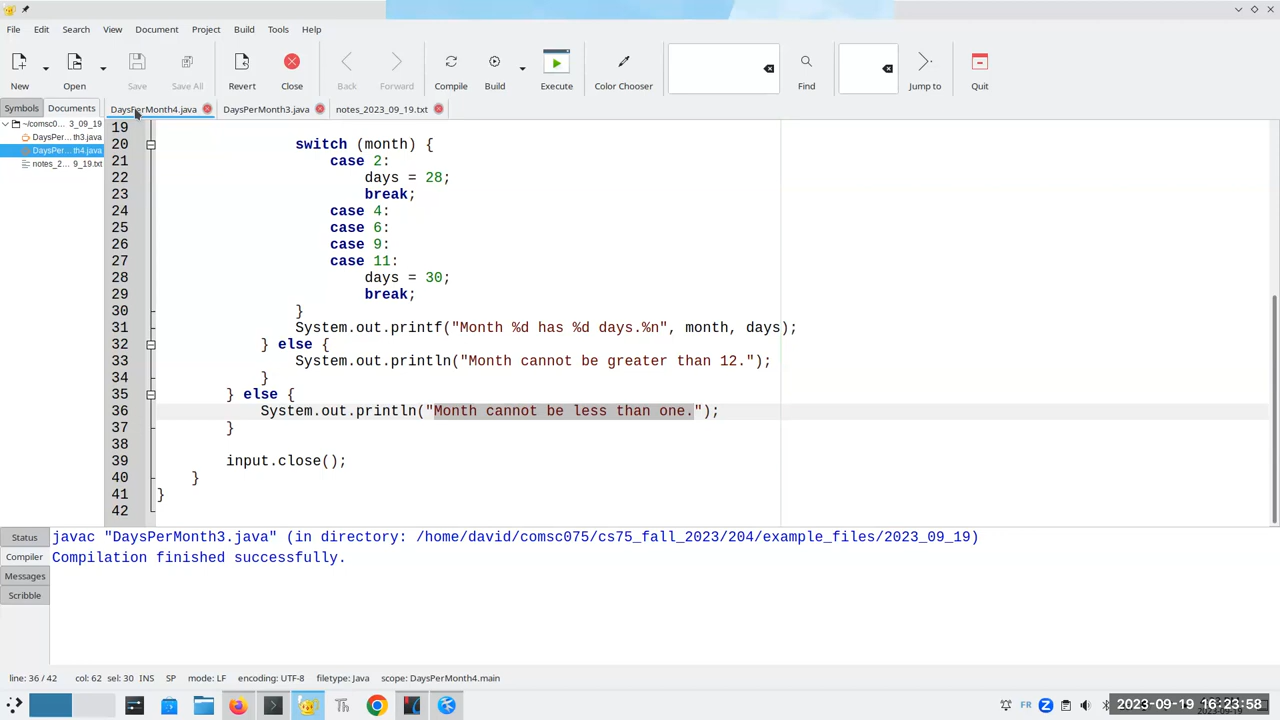 File Edit Search View Document Project Build Tools Help
New Open Save Save All Revert Close Back Forward Compile Build Execute Color Chooser Find Jump to Quit
Symbols Documents DaysPerMonth4.java DaysPerMonth3.java notes_2023_09_19.txt
~/comsc0... 3_09_19
DaysPer... th3.java
DaysPer... th4.java
notes_2... 9_19.txt
19
20 switch (month) {
21 case 2:
22 days = 28;
23 break;
24 case 4:
25 case 6:
26 case 9:
27 case 11:
28 days = 30;
29 break;
30 }
31 System.out.printf("Month %d has %d days.%n", month, days);
32 } else {
33 System.out.println("Month cannot be greater than 12.");
34 }
35 } else {
36 System.out.println("Month cannot be less than one.");
37 }
38
39 input.close();
40 }
41 }
42
Status
Compiler
Messages
Scribble
javac "DaysPerMonth3.java" (in directory: /home/david/comsc075/cs75_fall_2023/204/example_files/2023_09_19)
Compilation finished successfully.
line: 36 / 42 col: 62 sel: 30 INS SP mode: LF encoding: UTF-8 filetype: Java scope: DaysPerMonth4.main
FR 2023-09-19 16:23:58